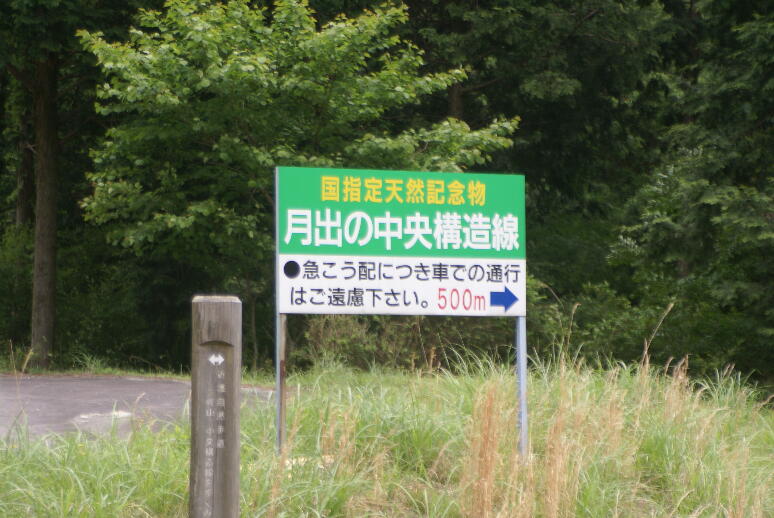 国指定天然記念物
月出の中央構造線
●急こう配につき車での通行
はご遠慮下さい。500m➡